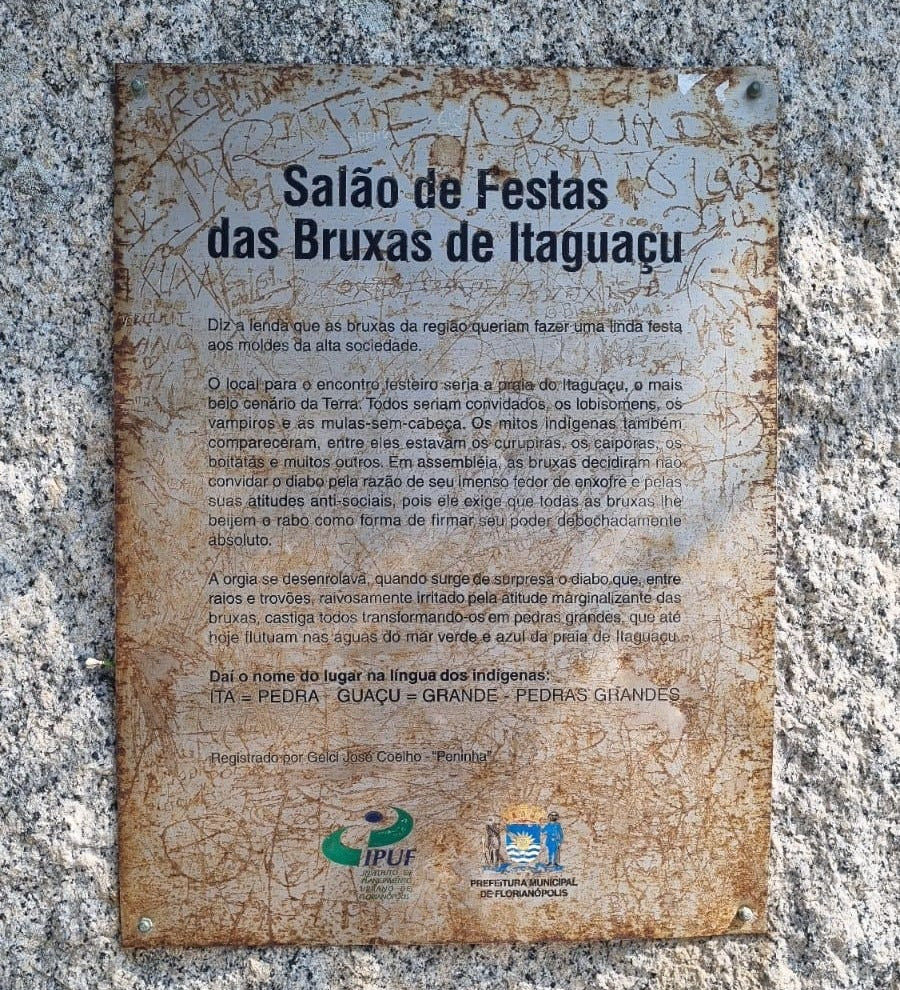 Salão de Festas
das Bruxas de Itaguaçu
Diz a lenda que as bruxas da região queriam fazer uma linda festa
aos moldes da alta sociedade.
O local para o encontro festeiro seria a praia do Itaguaçu, o mais
belo cenário da Terra. Todos seriam convidados, os lobisomens, os
vampiros e as mulas-sem-cabeça. Os mitos indígenas também
compareceram, entre eles estavam os curupiras, os caiporas, os
boitatás e muitos outros. Em assembléia, as bruxas decidiram não
convidar o diabo pela razão de seu imenso fedor de enxofre e pelas
suas atitudes anti-sociais, pois ele exige que todas as bruxas lhe
beijem o rabo como forma de firmar seu poder debochadamente
absoluto.
A orgia se desenrolava, quando surge de surpresa o diabo que, entre
raios e trovões, raivosamente irritado pela atitude marginalizante das
bruxas, castiga todos transformando-os em pedras grandes, que até
hoje flutuam nas águas do mar verde e azul da praia de Itaguaçu.
Daí o nome do lugar na língua dos indígenas:
ITA = PEDRA - GUAÇU = GRANDE - PEDRAS GRANDES
Registrado por Gelci José Coelho - "Peninha"
IPUF
INSTITUTO DE
PLANEJAMENTO
URBANO DE
FLORIANÓPOLIS
PREFEITURA MUNICIPAL
DE FLORIANÓPOLIS